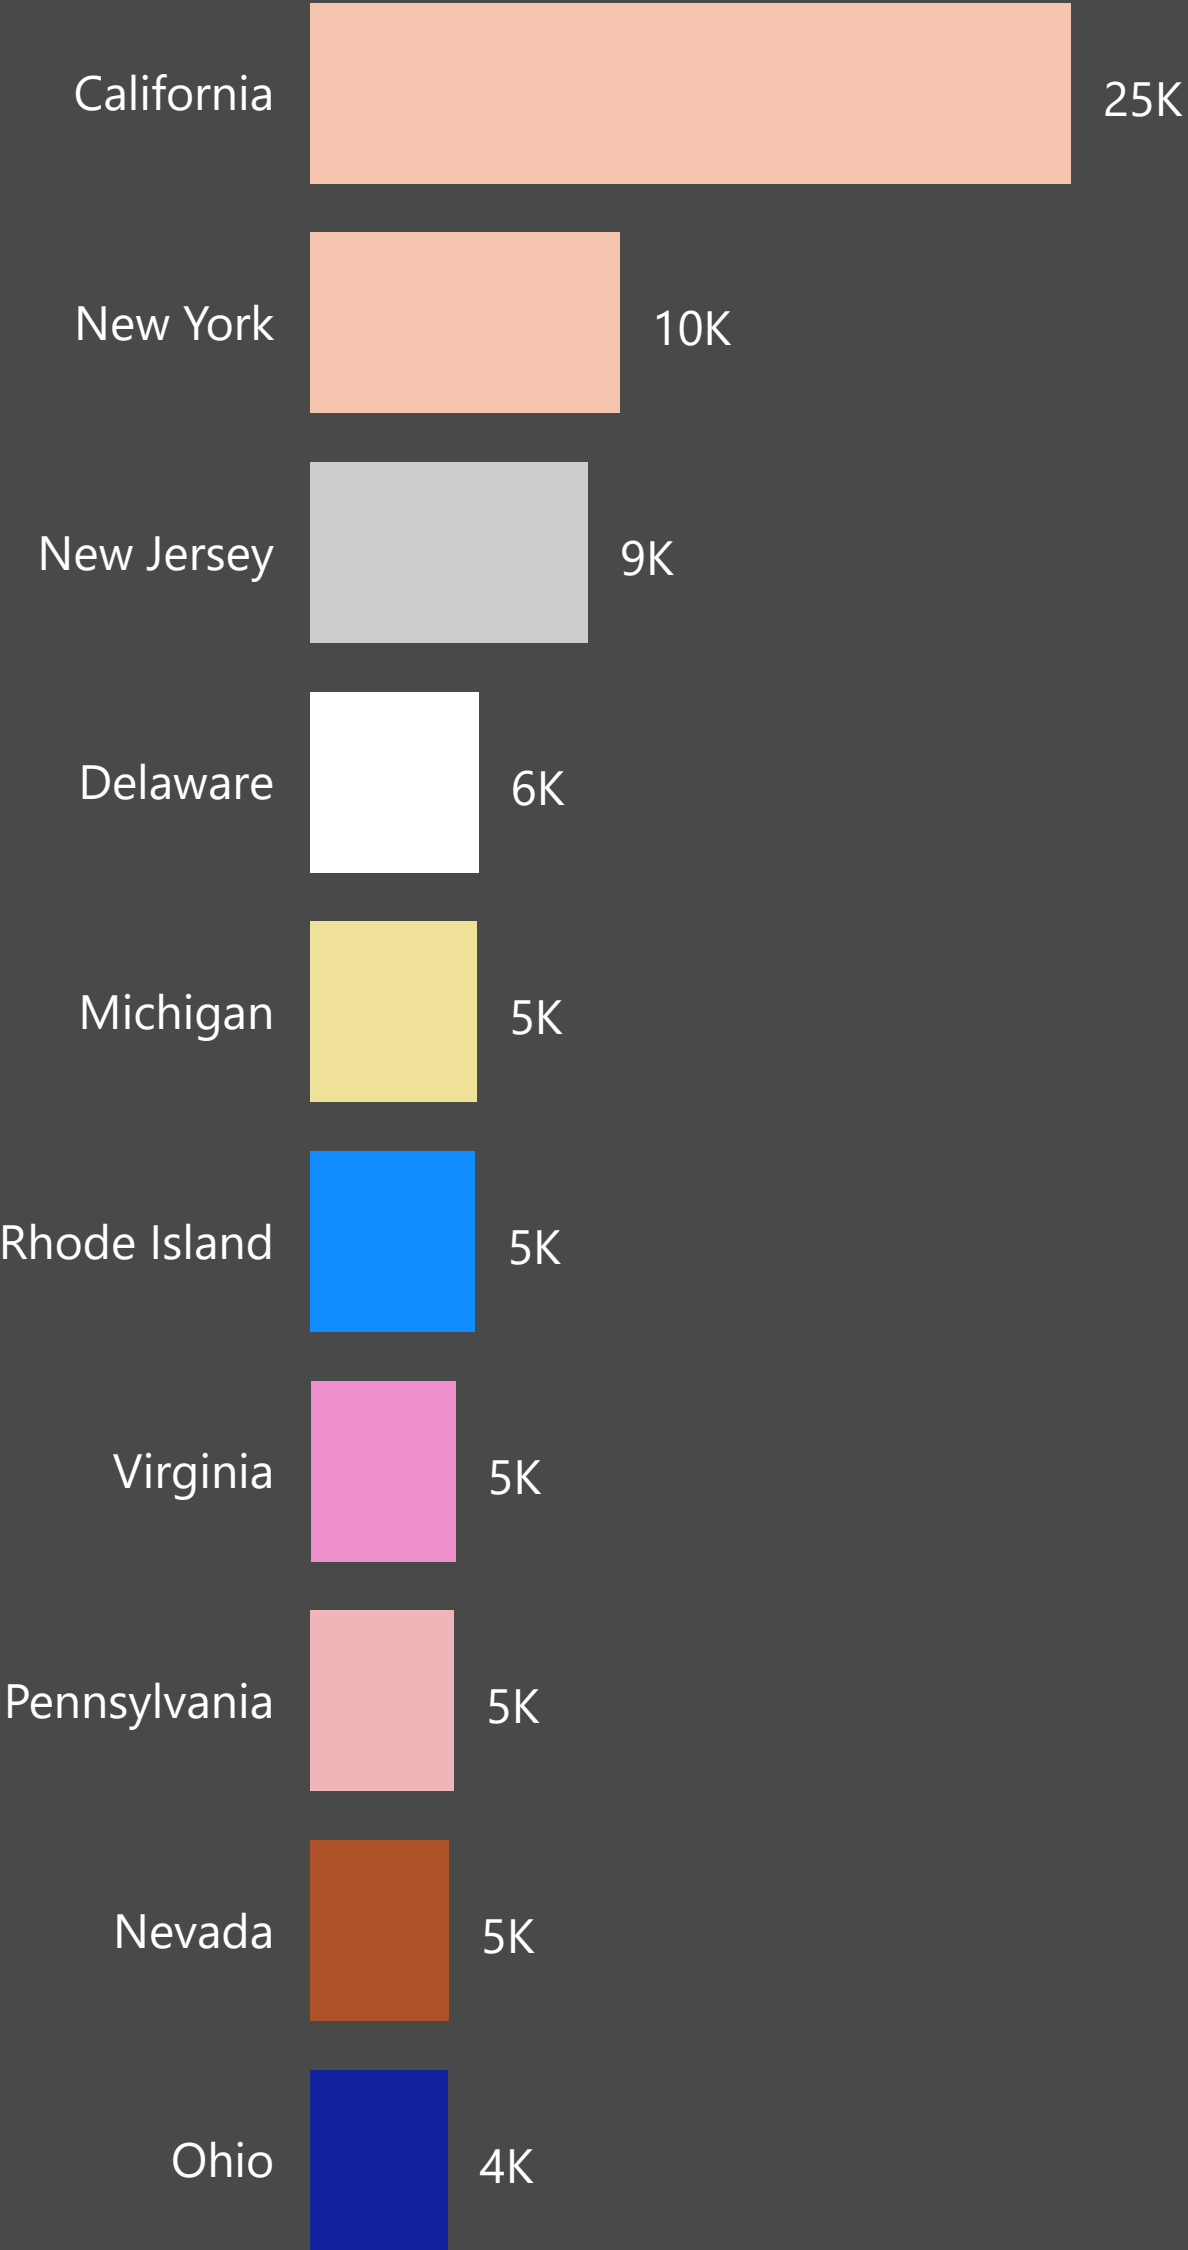 California 25K
New York 10K
New Jersey 9K
Delaware 6K
Michigan 5K
Rhode Island 5K
Virginia 5K
Pennsylvania 5K
Nevada 5K
Ohio 4K